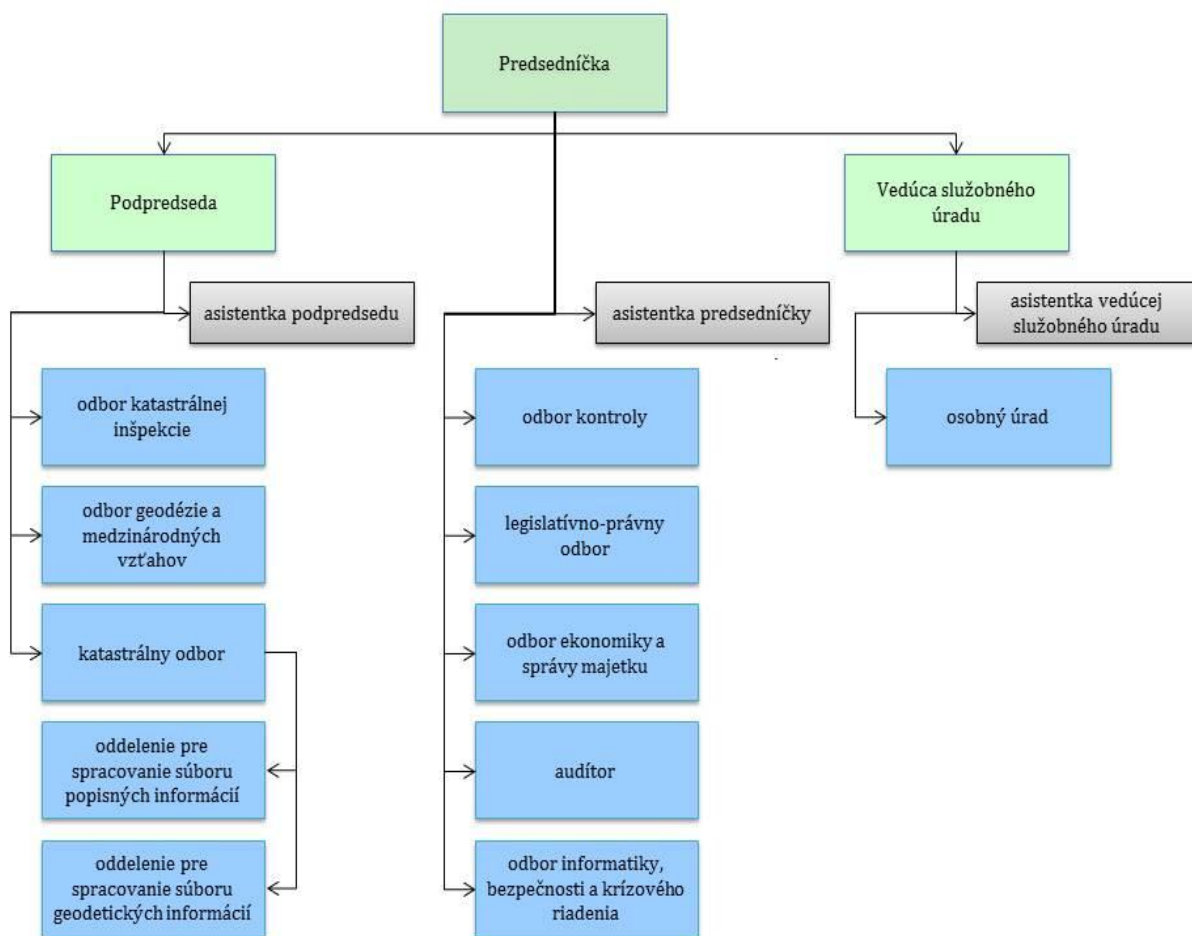 Predsedníčka
Podpredseda
Vedúca služobného
úradu
asistentka podpredsedu
asistentka predsedníčky
asistentka vedúcej
služobného úradu
odbor katastrálnej
inšpekcie
odbor kontroly
osobný úrad
odbor geodézie a
medzinárodných
vzťahov
legislatívno-právny
odbor
katastrálny odbor
odbor ekonomiky a
správy majetku
oddelenie pre
spracovanie súboru
popisných informácií
audítor
oddelenie pre
spracovanie súboru
geodetických informácií
odbor informatiky,
bezpečnosti a krízového
riadenia